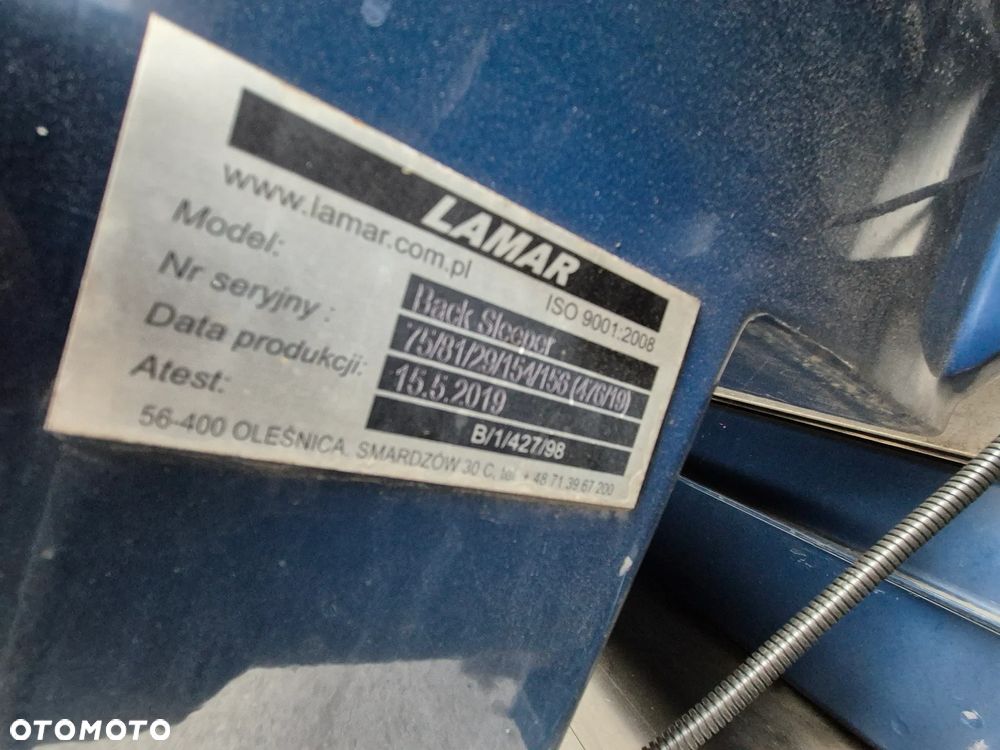 LAMAR
www.lamar.com.pl ISO 9001:2008
Model: Back Sleeper
Nr seryjny : 75/81/29/154/156 (476/19)
Data produkcji: 15.5.2019
Atest: B/1/427/98
56-400 OLEŚNICA, SMARDZÓW 30 C, tel. + 48 71 39 67 200
OTOMOTO